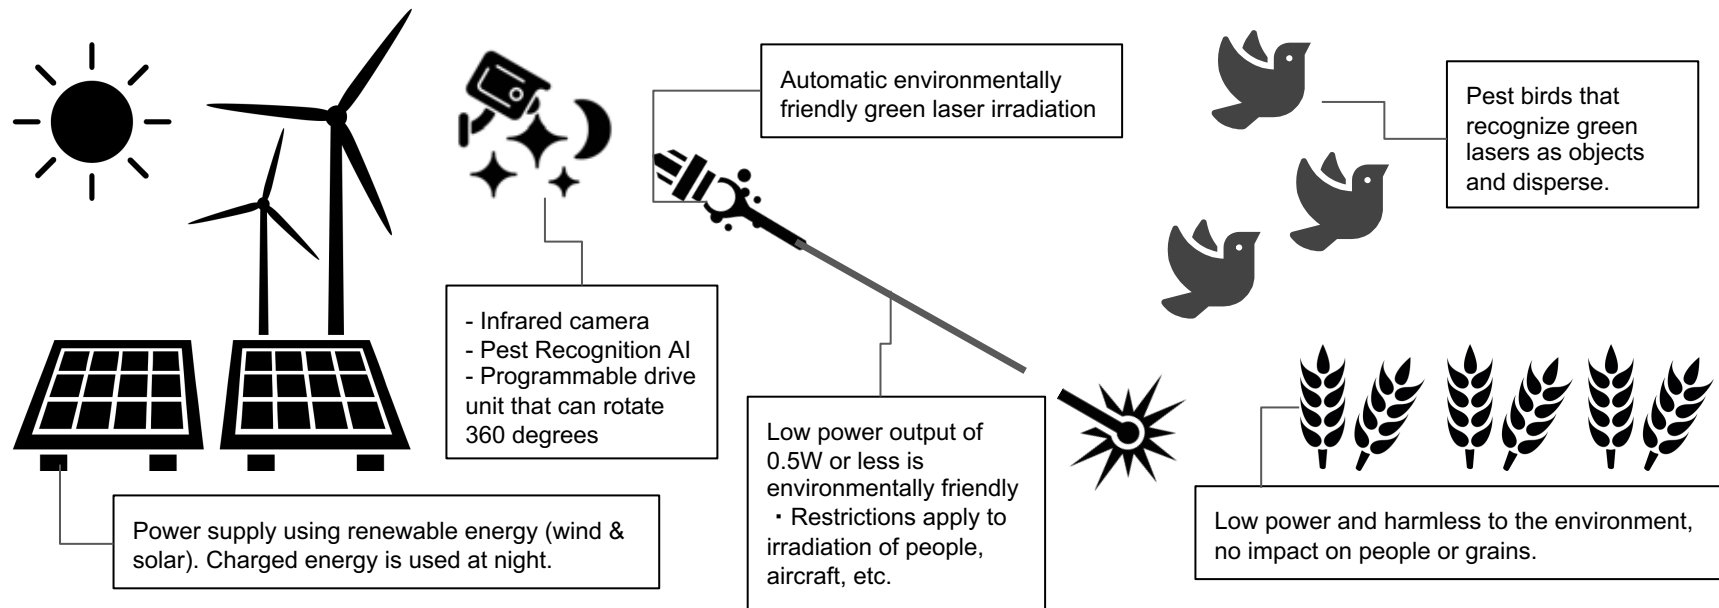 Automatic environmentally
friendly green laser irradiation
Pest birds that
recognize green
lasers as objects
and disperse.
- Infrared camera
- Pest Recognition AI
- Programmable drive
unit that can rotate
360 degrees
Low power output of
0.5W or less is
environmentally friendly
・Restrictions apply to
irradiation of people,
aircraft, etc.
Power supply using renewable energy (wind &
solar). Charged energy is used at night.
Low power and harmless to the environment,
no impact on people or grains.